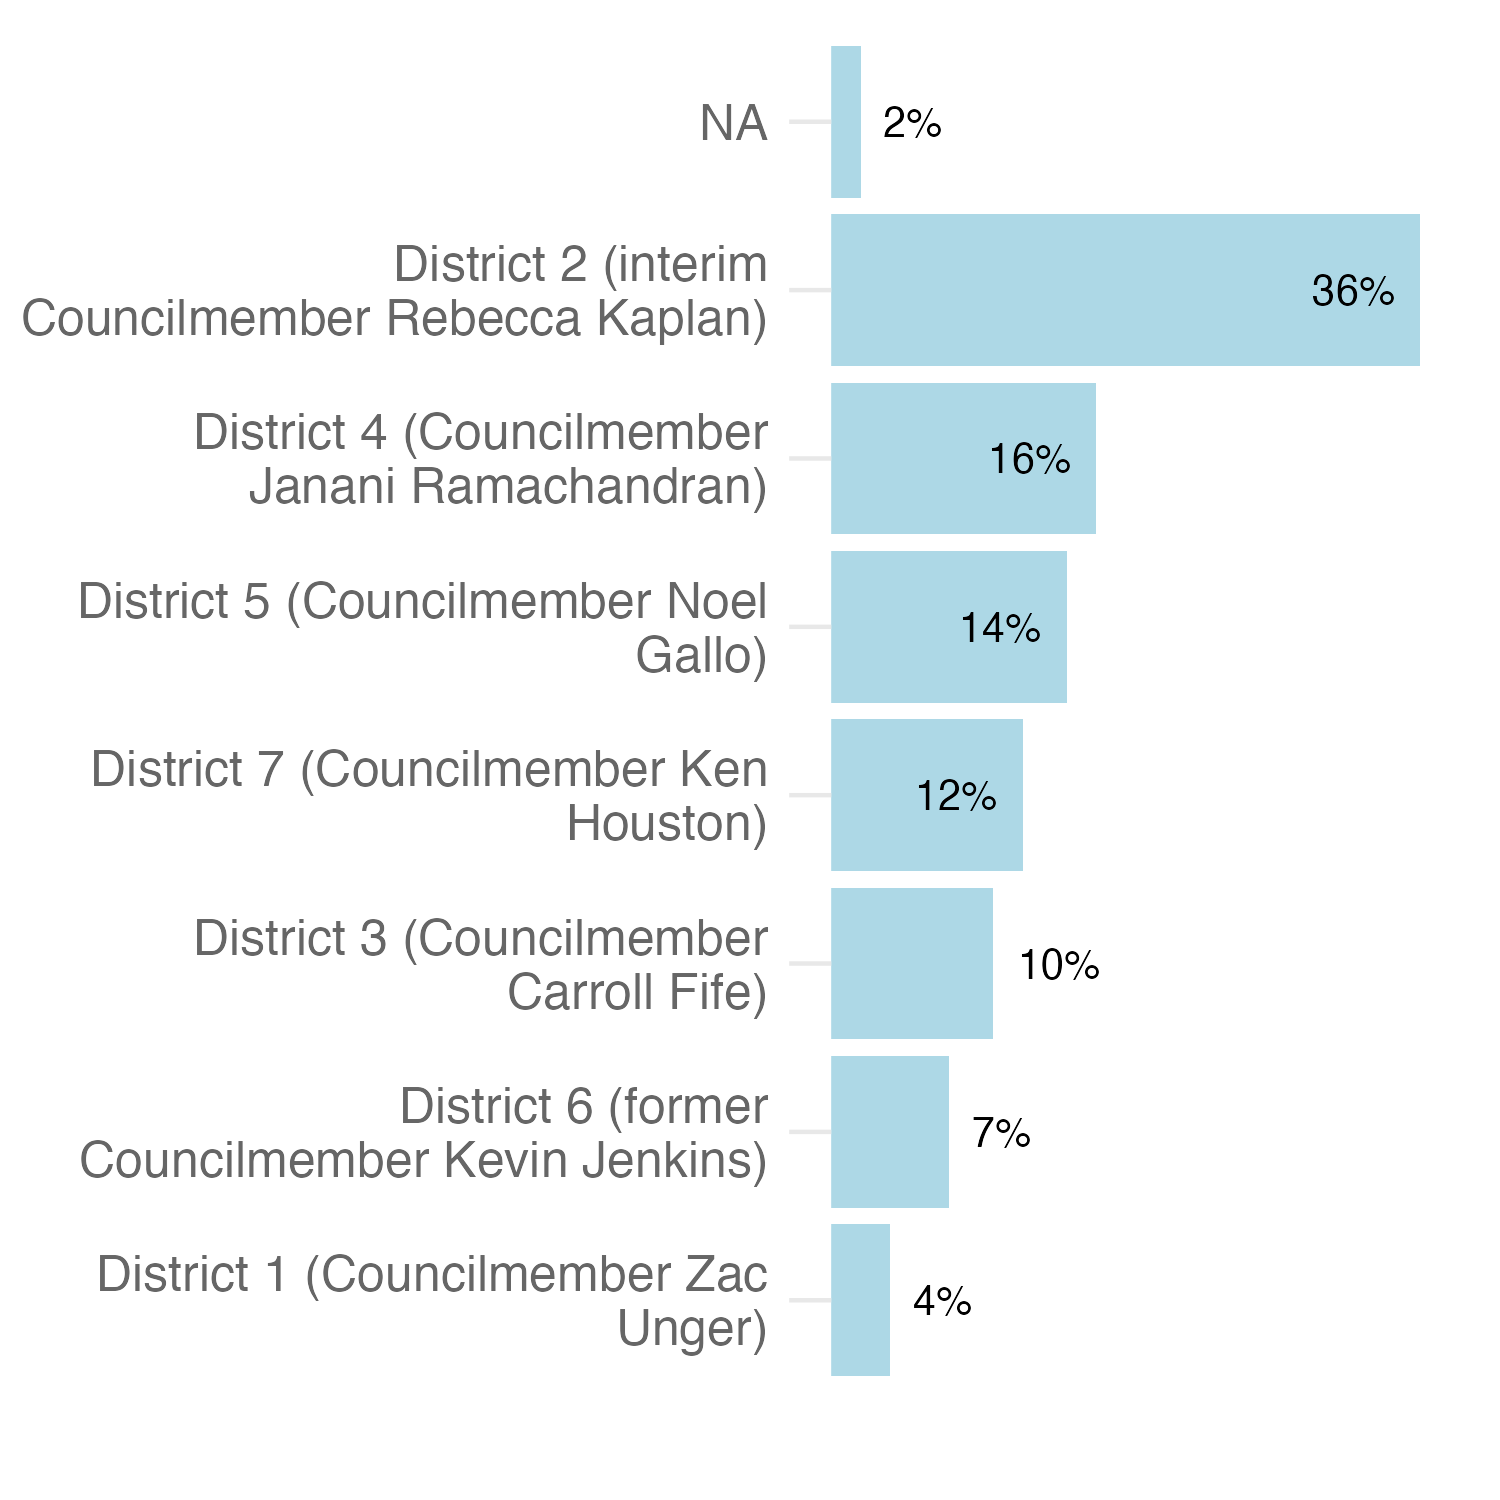 NA
2%
District 2 (interim
Councilmember Rebecca Kaplan)
36%
District 4 (Councilmember
Janani Ramachandran)
16%
District 5 (Councilmember Noel
Gallo)
14%
District 7 (Councilmember Ken
Houston)
12%
District 3 (Councilmember
Carroll Fife)
10%
District 6 (former
Councilmember Kevin Jenkins)
7%
District 1 (Councilmember Zac
Unger)
4%